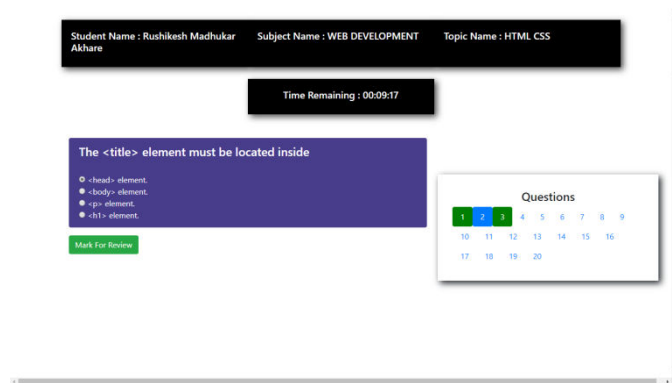 Student Name : Rushikesh Madhukar Akhare
Subject Name : WEB DEVELOPMENT
Topic Name : HTML CSS
Time Remaining : 00:09:17
The <title> element must be located inside
<head> element.
<body> element.
<p> element.
<h1> element.
Mark For Review
Questions
1 2 3 4 5 6 7 8 9
10 11 12 13 14 15 16
17 18 19 20